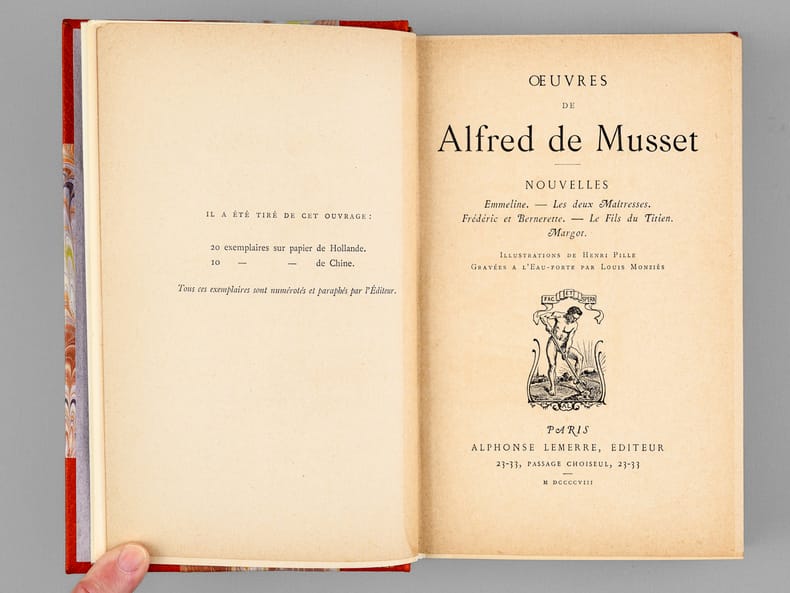 IL A ÉTÉ TIRÉ DE CET OUVRAGE :
20 exemplaires sur papier de Hollande.
10 — — de Chine.
Tous ces exemplaires sont numérotés et paraphés par l'Éditeur.
ŒUVRES
DE
Alfred de Musset
NOUVELLES
Emmeline. — Les deux Maîtresses.
Frédéric et Bernerette. — Le Fils du Titien.
Margot.
ILLUSTRATIONS DE HENRI PILLE
GRAVÉES A L'EAU-FORTE PAR LOUIS MONZIÈS
FAC ET SPERA
AL
PARIS
ALPHONSE LEMERRE, EDITEUR
23-33, PASSAGE CHOISEUL, 23-33
M DCCCCVIII